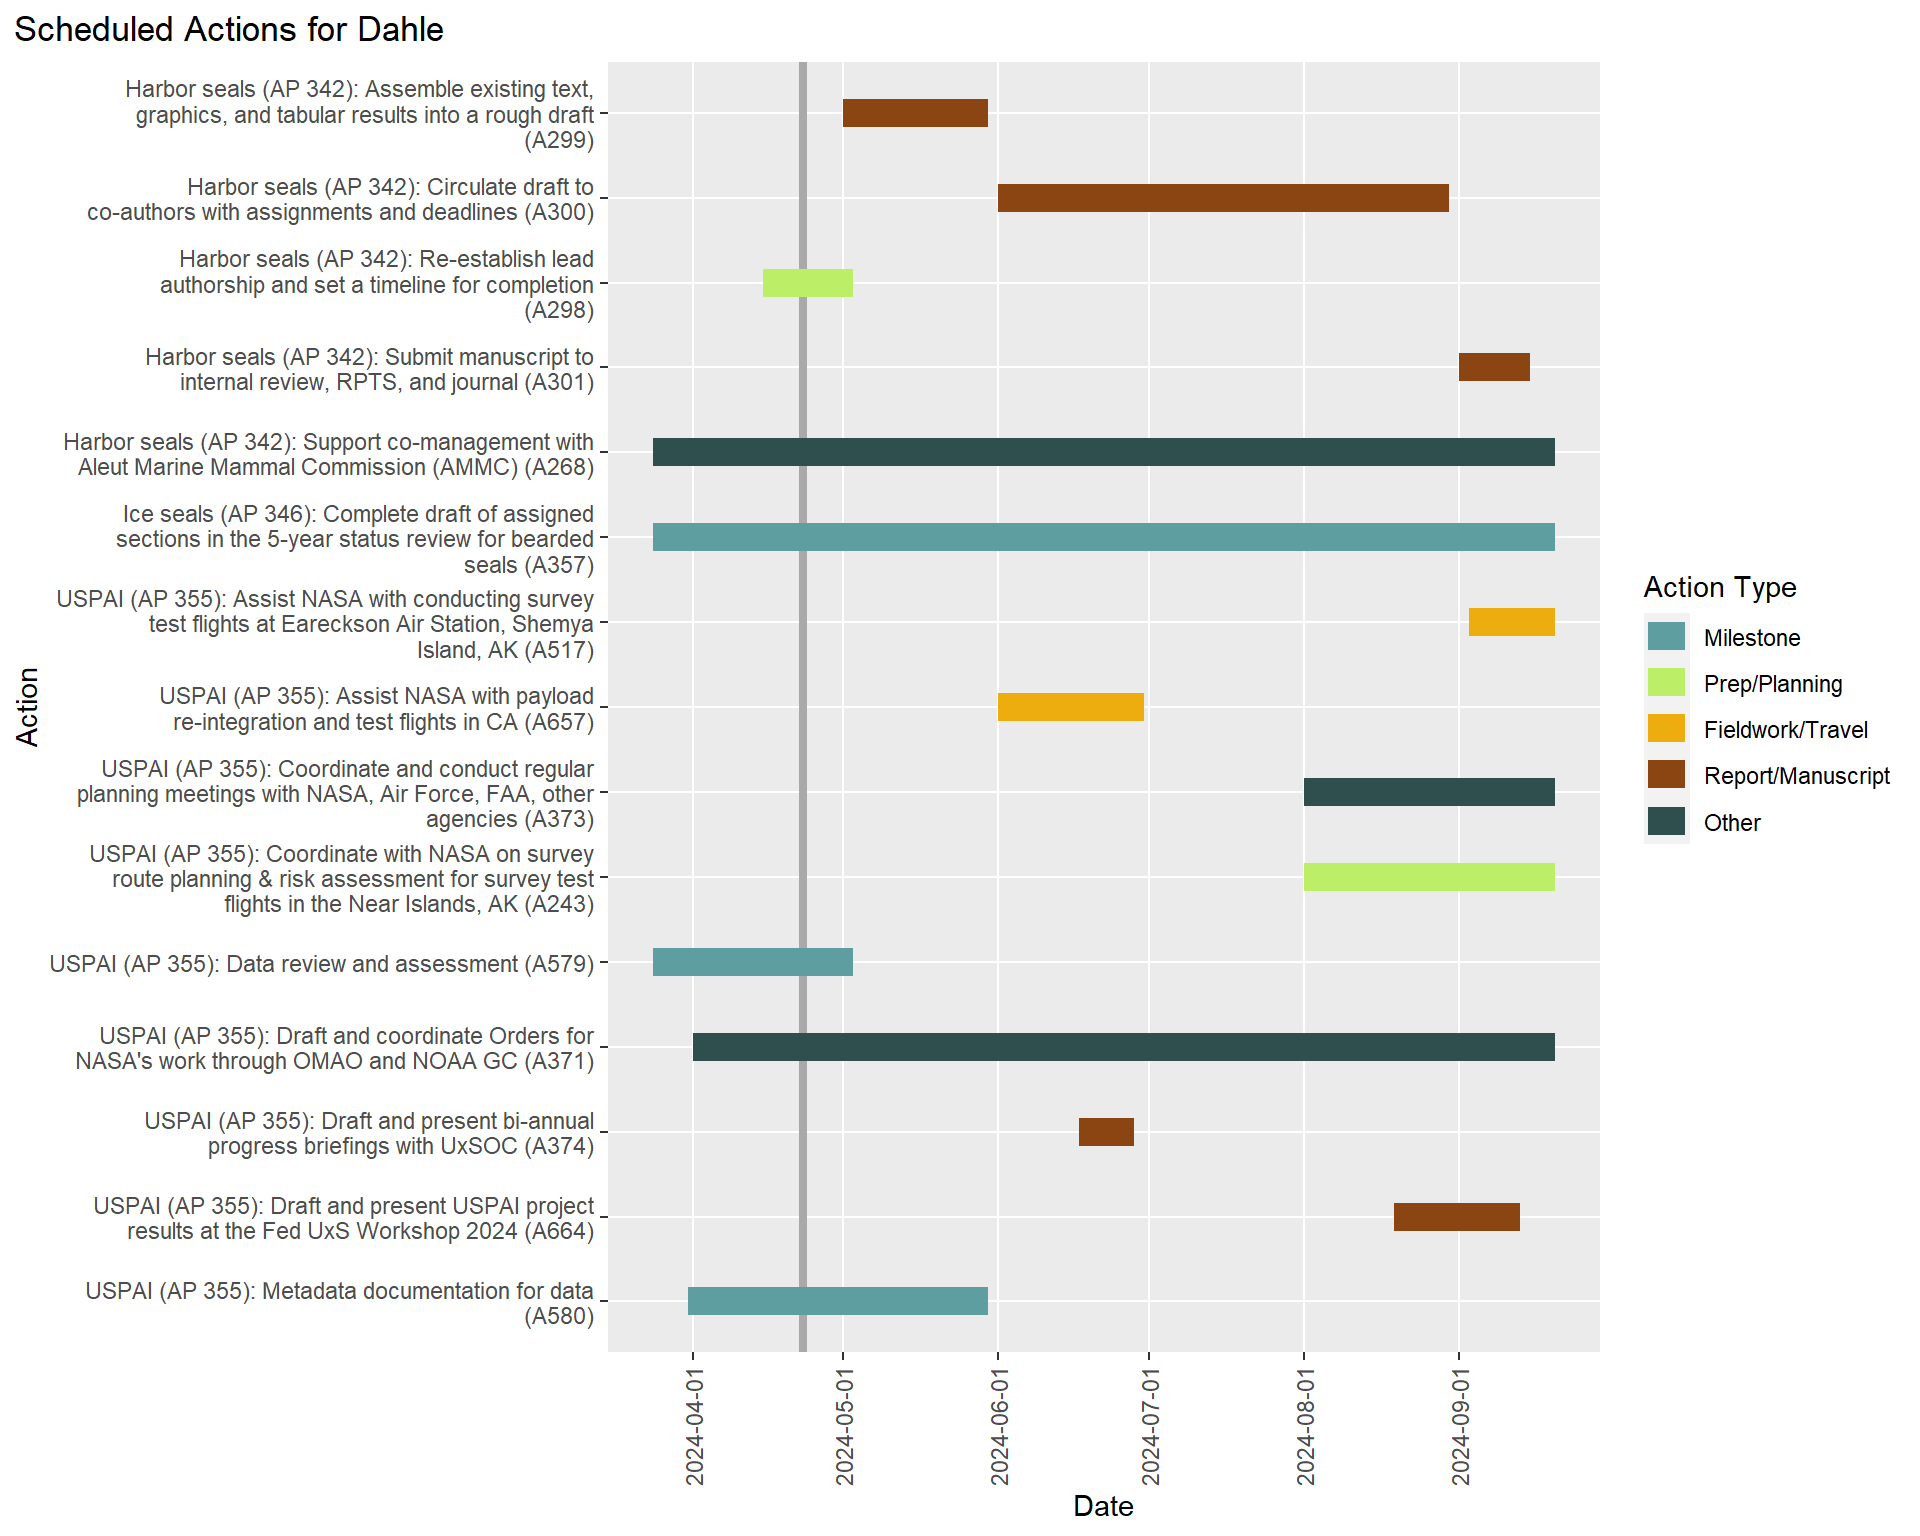 Scheduled Actions for Dahle
Harbor seals (AP 342): Assemble existing text,
graphics, and tabular results into a rough draft
(A299)
Harbor seals (AP 342): Circulate draft to
co-authors with assignments and deadlines (A300)
Harbor seals (AP 342): Re-establish lead
authorship and set a timeline for completion
(A298)
Harbor seals (AP 342): Submit manuscript to
internal review, RPTS, and journal (A301)
Harbor seals (AP 342): Support co-management with
Aleut Marine Mammal Commission (AMMC) (A268)
Ice seals (AP 346): Complete draft of assigned
sections in the 5-year status review for bearded
seals (A357)
USPAI (AP 355): Assist NASA with conducting survey
test flights at Eareckson Air Station, Shemya
Island, AK (A517)
USPAI (AP 355): Assist NASA with payload
re-integration and test flights in CA (A657)
USPAI (AP 355): Coordinate and conduct regular
planning meetings with NASA, Air Force, FAA, other
agencies (A373)
USPAI (AP 355): Coordinate with NASA on survey
route planning & risk assessment for survey test
flights in the Near Islands, AK (A243)
USPAI (AP 355): Data review and assessment (A579)
USPAI (AP 355): Draft and coordinate Orders for
NASA's work through OMAO and NOAA GC (A371)
USPAI (AP 355): Draft and present bi-annual
progress briefings with UxSOC (A374)
USPAI (AP 355): Draft and present USPAI project
results at the Fed UxS Workshop 2024 (A664)
USPAI (AP 355): Metadata documentation for data
(A580)
Action
2024-04-01
2024-05-01
2024-06-01
2024-07-01
2024-08-01
2024-09-01
Date
Action Type
Milestone
Prep/Planning
Fieldwork/Travel
Report/Manuscript
Other